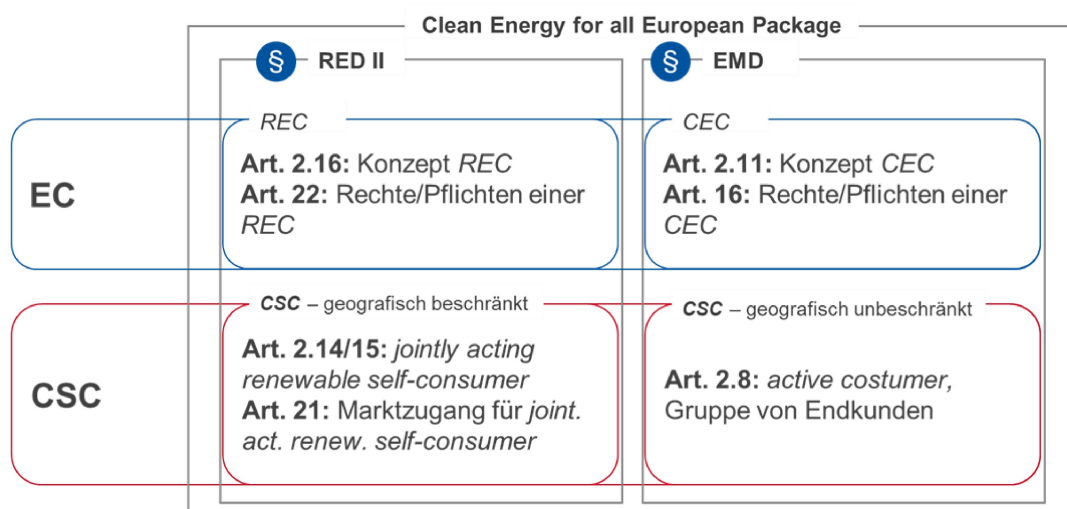 Clean Energy for all European Package
§ RED II
§ EMD
EC
REC
Art. 2.16: Konzept REC
Art. 22: Rechte/Pflichten einer
REC
CEC
Art. 2.11: Konzept CEC
Art. 16: Rechte/Pflichten einer
CEC
CSC
CSC – geografisch beschränkt
Art. 2.14/15: jointly acting
renewable self-consumer
Art. 21: Marktzugang für joint.
act. renew. self-consumer
CSC – geografisch unbeschränkt
Art. 2.8: active costumer,
Gruppe von Endkunden